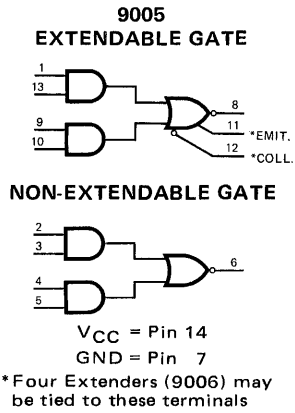 9005
EXTENDABLE GATE
1
13
9
10
8
11
*EMIT.
12
*COLL.
NON-EXTENDABLE GATE
2
3
4
5
6
VCC = Pin 14
GND = Pin 7
*Four Extenders (9006) may
be tied to these terminals